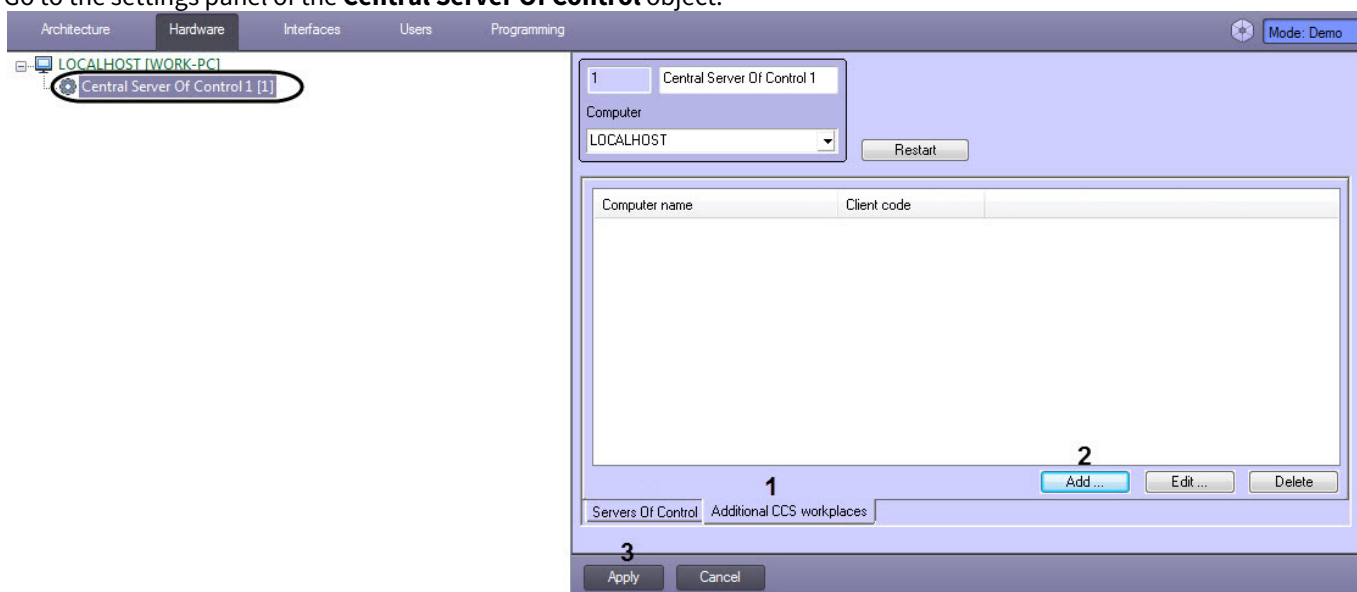 Go to the settings panel of the Central Server Of Control object.
Architecture Hardware Interfaces Users Programming Mode: Demo
LOCALHOST [WORK-PC]
Central Server Of Control 1 [1]
1 Central Server Of Control 1
Computer
LOCALHOST
Restart
Computer name Client code
2
Add ... Edit ... Delete
1
Servers Of Control Additional CCS workplaces
3
Apply Cancel